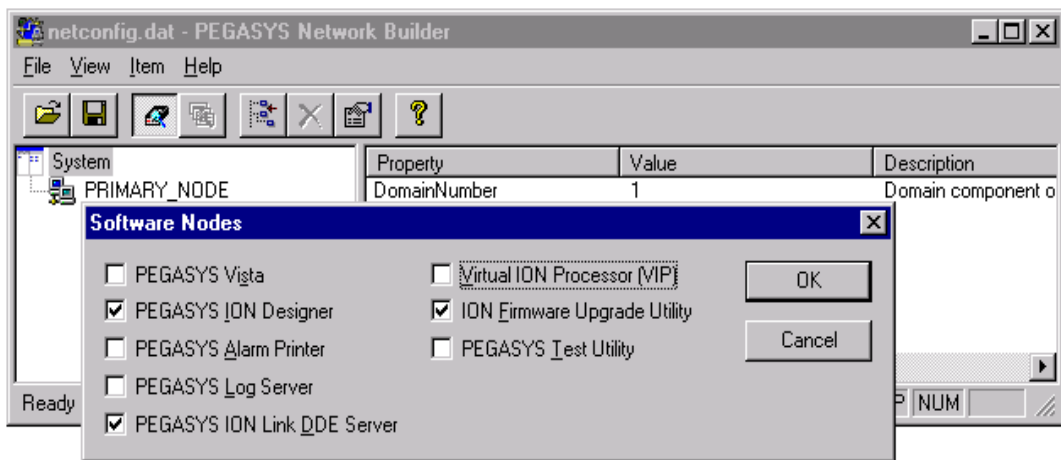 netconfig.dat - PEGASYS Network Builder
File View Item Help
System
PRIMARY_NODE
Property Value Description
DomainNumber 1 Domain component o
Software Nodes
PEGASYS Vista
PEGASYS ION Designer
PEGASYS Alarm Printer
PEGASYS Log Server
PEGASYS ION Link DDE Server
Virtual ION Processor (VIP)
ION Firmware Upgrade Utility
PEGASYS Test Utility
OK
Cancel
Ready
P NUM